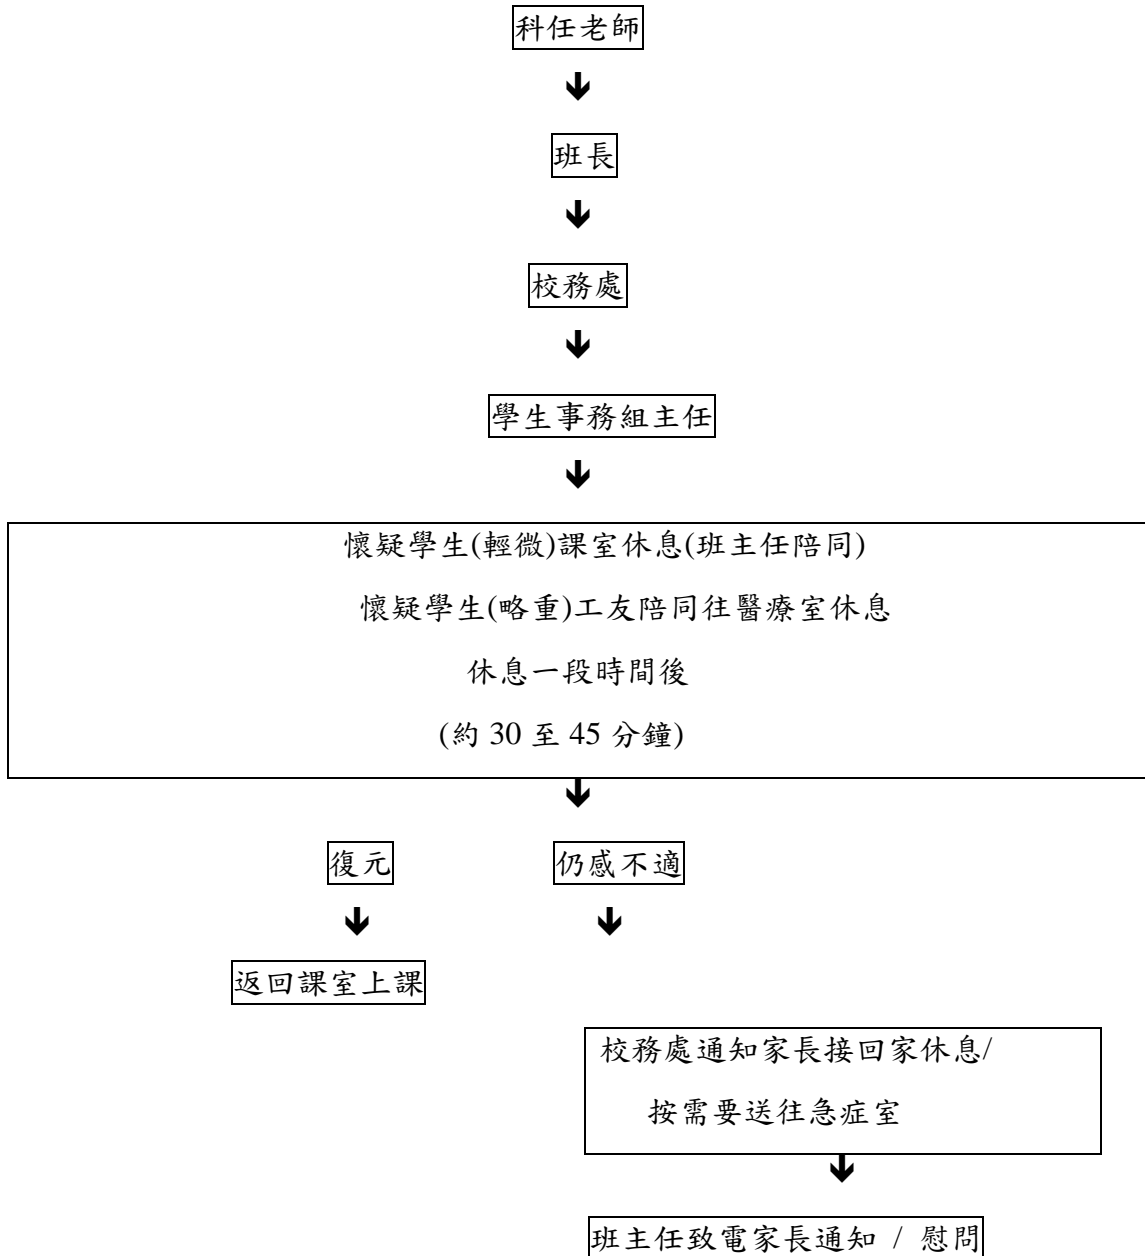 科任老師
班長
校務處
學生事務組主任
懷疑學生(輕微)課室休息(班主任陪同)
懷疑學生(略重)工友陪同往醫療室休息
休息一段時間後
(約 30 至 45 分鐘)
復元
仍感不適
返回課室上課
校務處通知家長接回家休息/
按需要送往急症室
班主任致電家長通知 / 慰問